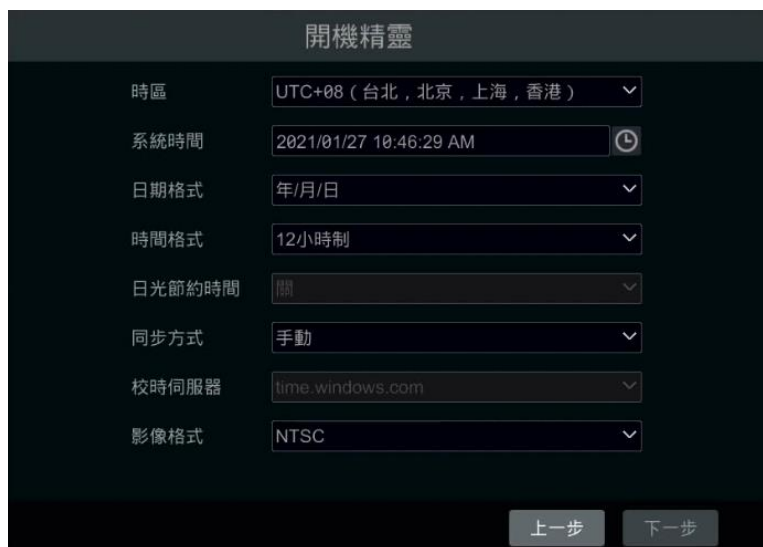 開機精靈
時區 UTC+08（台北，北京，上海，香港）
系統時間 2021/01/27 10:46:29 AM
日期格式 年/月/日
時間格式 12小時制
日光節約時間 關
同步方式 手動
校時伺服器 time.windows.com
影像格式 NTSC
上一步 下一步